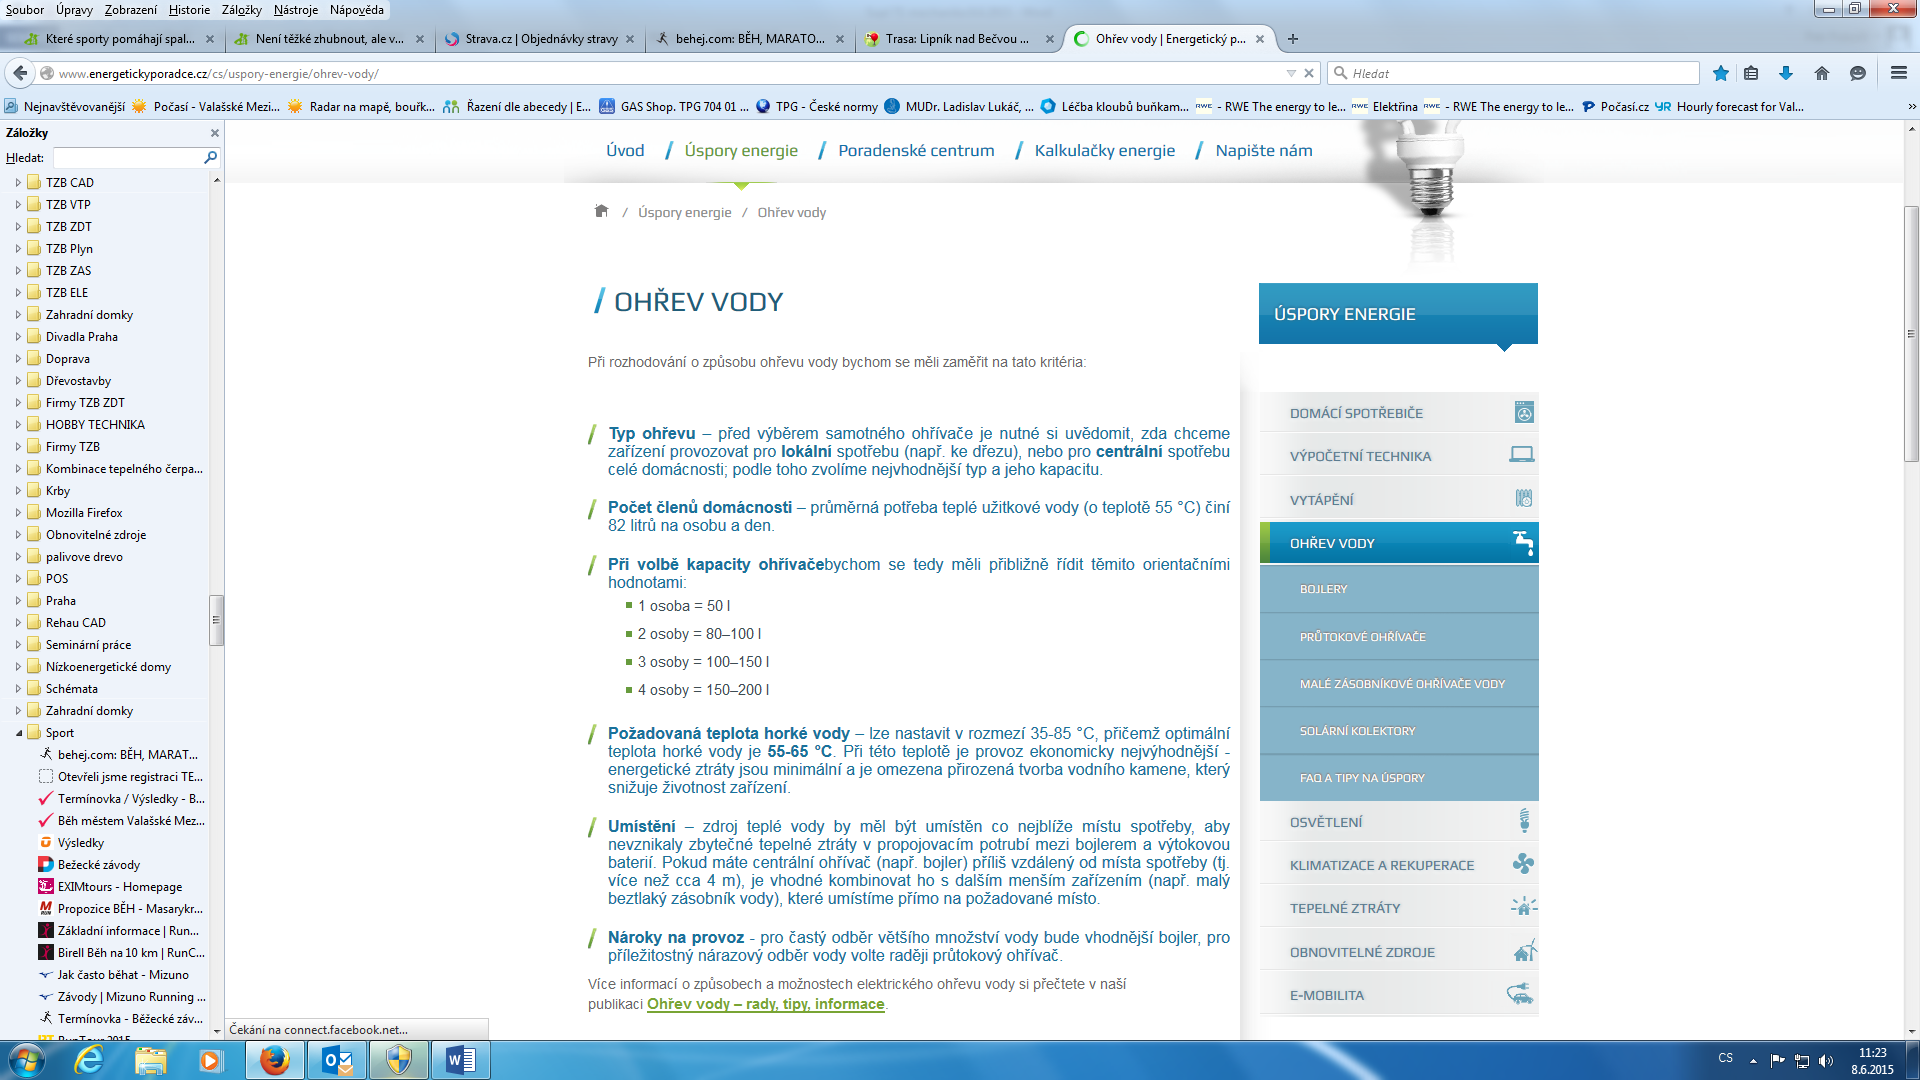 Soubor Úpravy Zobrazení Historie Záložky Nástroje Nápověda
Které sporty pomáhají spal... Není těžké zhubnout, ale v... Strava.cz | Objednávky stravy behej.com: BĚH, MARATO... Trasa: Lipník nad Bečvou ... Ohřev vody | Energetický p...
www.energetickyporadce.cz/cs/uspory-energie/ohrev-vody/ Hledat
Nejnavštěvovanější Počasí - Valašské Mezi... Radar na mapě, bouřk... Řazení dle abecedy | E... GAS Shop. TPG 704 01 ... TPG - České normy MUDr. Ladislav Lukáč, ... Léčba kloubů buňkam... - RWE The energy to le... Elektřina - RWE The energy to le... Počasí.cz Hourly forecast for Val...
Záložky
Hledat:
TZB CAD
TZB VTP
TZB ZDT
TZB Plyn
TZB ZAS
TZB ELE
Zahradní domky
Divadla Praha
Doprava
Dřevostavby
Firmy TZB ZDT
HOBBY TECHNIKA
Firmy TZB
Kombinace tepelného čerpa...
Krby
Mozilla Firefox
Obnovitelné zdroje
palivove drevo
POS
Praha
Rehau CAD
Seminární práce
Nízkoenergetické domy
Schémata
Zahradní domky
Sport
behej.com: BĚH, MARAT...
Otevřeli jsme registraci TE...
Termínovka / Výsledky - B...
Běh městem Valašské Mez...
Výsledky
Bežecké závody
EXIMtours - Homepage
Propozice BĚH - Masarykr...
Základní informace | Run...
Birell Běh na 10 km | RunC...
Jak často běhat - Mizuno
Závody | Mizuno Running ...
Termínovka - Běžecké záv...
RunTour 2015
Úvod / Úspory energie / Poradenské centrum / Kalkulačky energie / Napište nám
/ Úspory energie / Ohřev vody
/ OHŘEV VODY
Při rozhodování o způsobu ohřevu vody bychom se měli zaměřit na tato kritéria:
Typ ohřevu – před výběrem samotného ohřívače je nutné si uvědomit, zda chceme
zařízení provozovat pro lokální spotřebu (např. ke dřezu), nebo pro centrální spotřebu
celé domácnosti; podle toho zvolíme nejvhodnější typ a jeho kapacitu.
Počet členů domácnosti – průměrná potřeba teplé užitkové vody (o teplotě 55 °C) činí
82 litrů na osobu a den.
Při volbě kapacity ohřívačebychom se tedy měli přibližně řídit těmito orientačními
hodnotami:
1 osoba = 50 l
2 osoby = 80–100 l
3 osoby = 100–150 l
4 osoby = 150–200 l
Požadovaná teplota horké vody – lze nastavit v rozmezí 35-85 °C, přičemž optimální
teplota horké vody je 55-65 °C. Při této teplotě je provoz ekonomicky nejvýhodnější -
energetické ztráty jsou minimální a je omezena přirozená tvorba vodního kamene, který
snižuje životnost zařízení.
Umístění – zdroj teplé vody by měl být umístěn co nejblíže místu spotřeby, aby
nevznikaly zbytečné tepelné ztráty v propojovacím potrubí mezi bojlerem a výtokovou
baterií. Pokud máte centrální ohřívač (např. bojler) příliš vzdálený od místa spotřeby (tj.
více než cca 4 m), je vhodné kombinovat ho s dalším menším zařízením (např. malý
beztlaký zásobník vody), které umístíme přímo na požadované místo.
Nároky na provoz - pro častý odběr většího množství vody bude vhodnější bojler, pro
příležitostný nárazový odběr vody volte raději průtokový ohřívač.
Více informací o způsobech a možnostech elektrického ohřevu vody si přečtete v naší
publikaci Ohřev vody – rady, tipy, informace.
ÚSPORY ENERGIE
DOMÁCÍ SPOTŘEBIČE
VÝPOČETNÍ TECHNIKA
VYTÁPĚNÍ
OHŘEV VODY
BOJLERY
PRŮTOKOVÉ OHŘÍVAČE
MALÉ ZÁSOBNÍKOVÉ OHŘÍVAČE VODY
SOLÁRNÍ KOLEKTORY
FAQ A TIPY NA ÚSPORY
OSVĚTLENÍ
KLIMATIZACE A REKUPERACE
TEPELNÉ ZTRÁTY
OBNOVITELNÉ ZDROJE
E-MOBILITA
Čekání na connect.facebook.net...
CS
11:23
8.6.2015